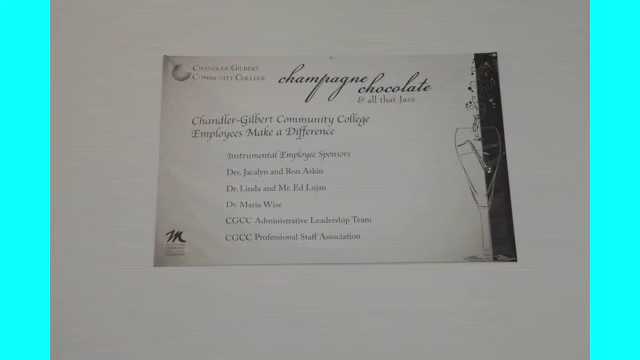 CHANDLER-GILBERT
COMMUNITY COLLEGE
champagne
chocolate
& all that Jazz
Chandler-Gilbert Community College
Employees Make a Difference
Instrumental Employee Sponsors
Drs. Jacalyn and Ron Askin
Dr. Linda and Mr. Ed Lujan
Dr. Maria Wise
CGCC Administrative Leadership Team
CGCC Professional Staff Association